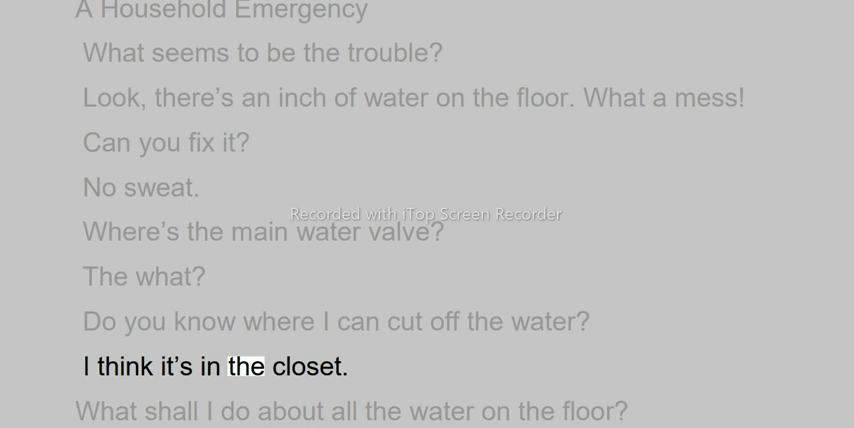 A Household Emergency
What seems to be the trouble?
Look, there’s an inch of water on the floor. What a mess!
Can you fix it?
No sweat.
Recorded with iTop Screen Recorder
Where’s the main water valve?
The what?
Do you know where I can cut off the water?
I think it’s in the closet.
What shall I do about all the water on the floor?